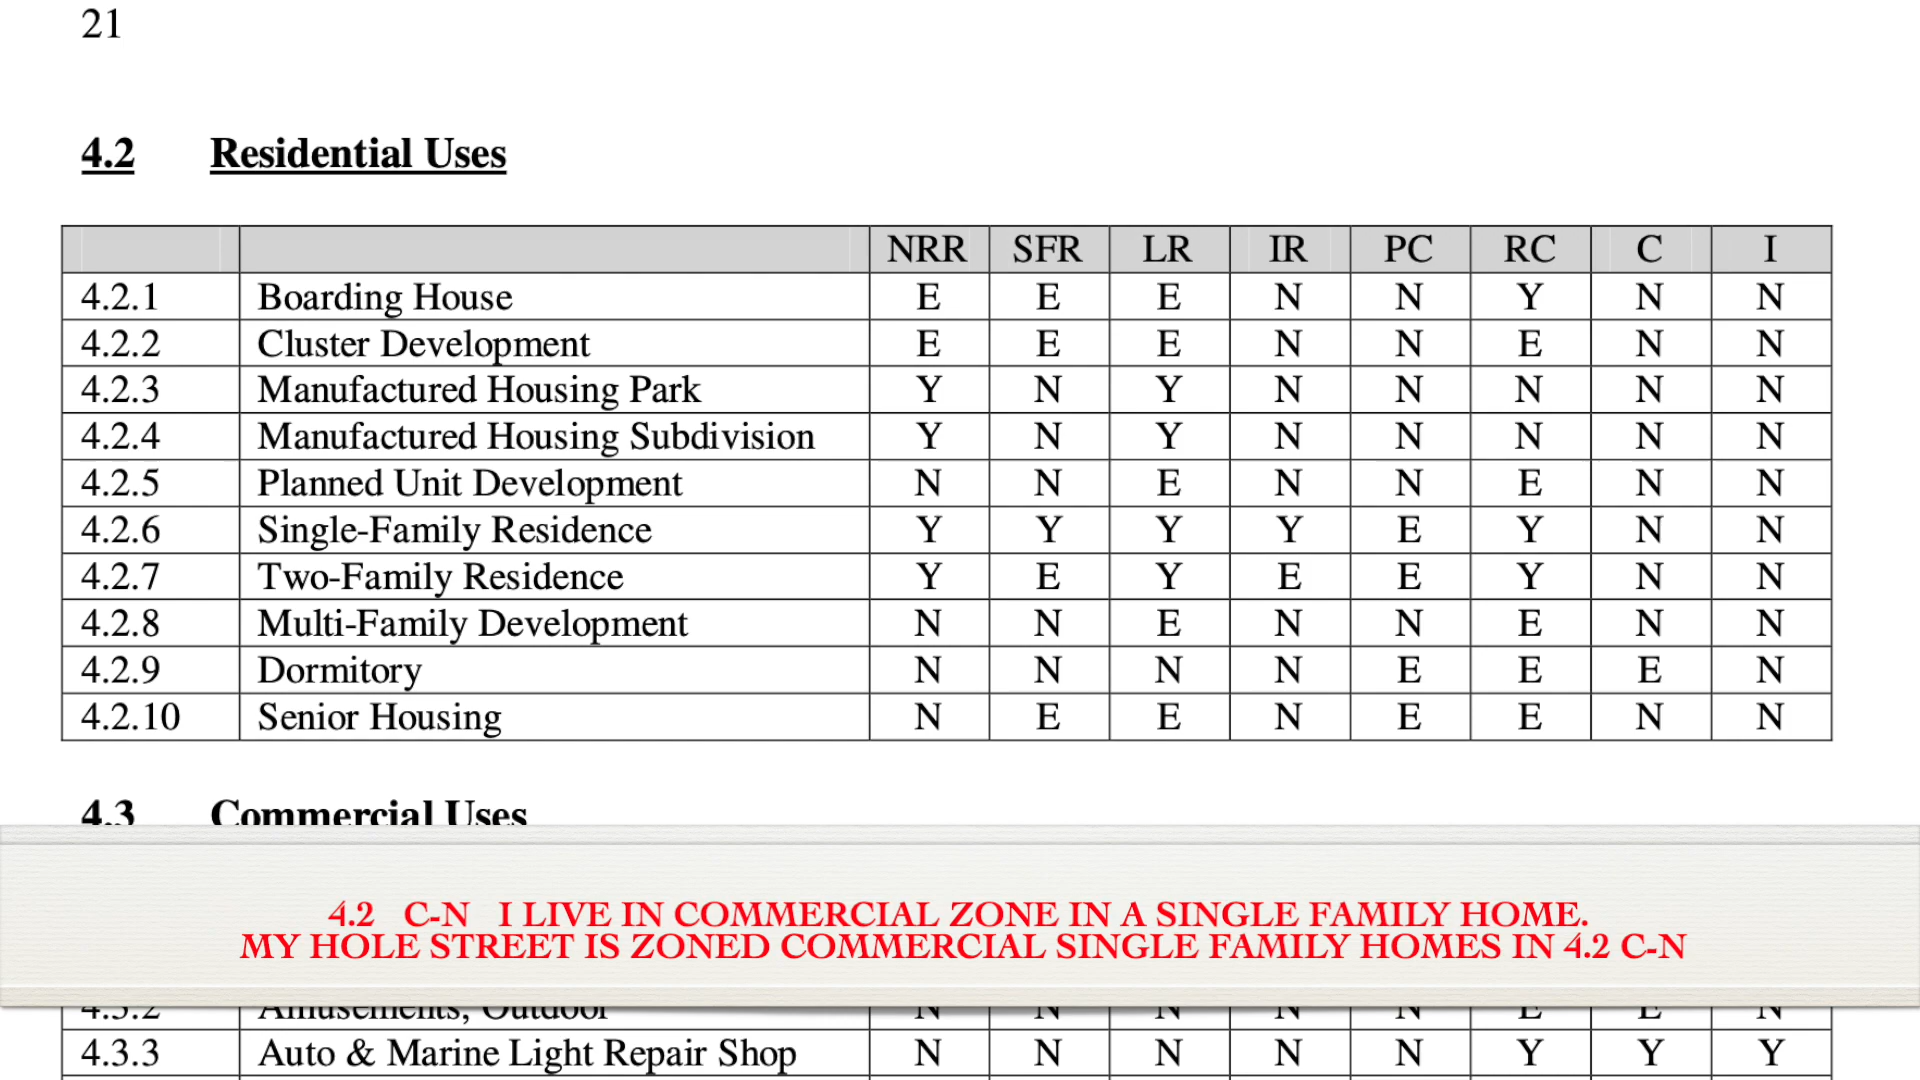 21
4.2 Residential Uses
NRR SFR LR IR PC RC C I
4.2.1 Boarding House E E E N N Y N N
4.2.2 Cluster Development E E E N N E N N
4.2.3 Manufactured Housing Park Y N Y N N N N N
4.2.4 Manufactured Housing Subdivision Y N Y N N N N N
4.2.5 Planned Unit Development N N E N N E N N
4.2.6 Single-Family Residence Y Y Y Y E Y N N
4.2.7 Two-Family Residence Y E Y E E Y N N
4.2.8 Multi-Family Development N N E N N E N N
4.2.9 Dormitory N N N N E E E N
4.2.10 Senior Housing N E E N E E N N
4.3 Commercial Uses
4.2 C-N I LIVE IN COMMERCIAL ZONE IN A SINGLE FAMILY HOME.
MY HOLE STREET IS ZONED COMMERCIAL SINGLE FAMILY HOMES IN 4.2 C-N
4.3.2 Amusements, Outdoor N N N N N E E N
4.3.3 Auto & Marine Light Repair Shop N N N N N Y Y Y